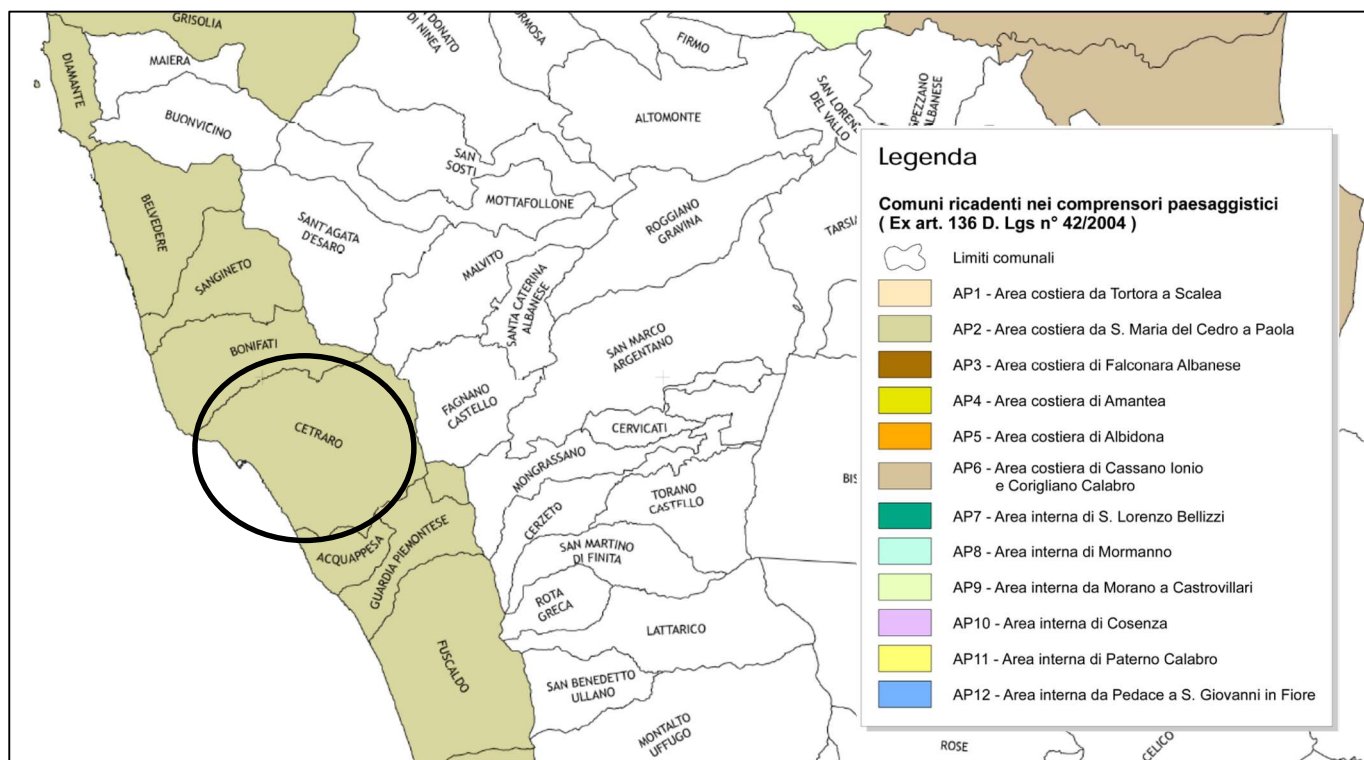 GRISOLIA
DONATO
DI NINEA
FIRMO
DIAMANTE
MAIERA
BUONVICINO
ALTOMONTE
DEL VALLO
ALBANESE
SAN
SOSTI
MOTTAFOLLONE
BELVEDERE
SANT'AGATA
D'ESARO
ROGGIANO
GRAVINA
SANGINETO
MALVITO
SANTA CATERINA
ALBANESE
BONIFATI
SAN MARCO
ARGENTANO
FAGNANO
CASTELLO
CETRARO
CERVICATI
MONGRASSANO
TORANO
CASTELLO
CERZETO
ACQUAPPESA
GUARDIA PIEMONTESE
SAN MARTINO
DI FINITA
ROTA
GRECA
LATTARICO
FUSCALDO
SAN BENEDETTO
ULLANO
MONTALTO
UFFUGO
ROSE
CELICO
Legenda
Comuni ricadenti nei comprensori paesaggistici
( Ex art. 136 D. Lgs n° 42/2004 )
Limiti comunali
AP1 - Area costiera da Tortora a Scalea
AP2 - Area costiera da S. Maria del Cedro a Paola
AP3 - Area costiera di Falconara Albanese
AP4 - Area costiera di Amantea
AP5 - Area costiera di Albidona
AP6 - Area costiera di Cassano Ionio
e Corigliano Calabro
AP7 - Area interna di S. Lorenzo Bellizzi
AP8 - Area interna di Mormanno
AP9 - Area interna da Morano a Castrovillari
AP10 - Area interna di Cosenza
AP11 - Area interna di Paterno Calabro
AP12 - Area interna da Pedace a S. Giovanni in Fiore